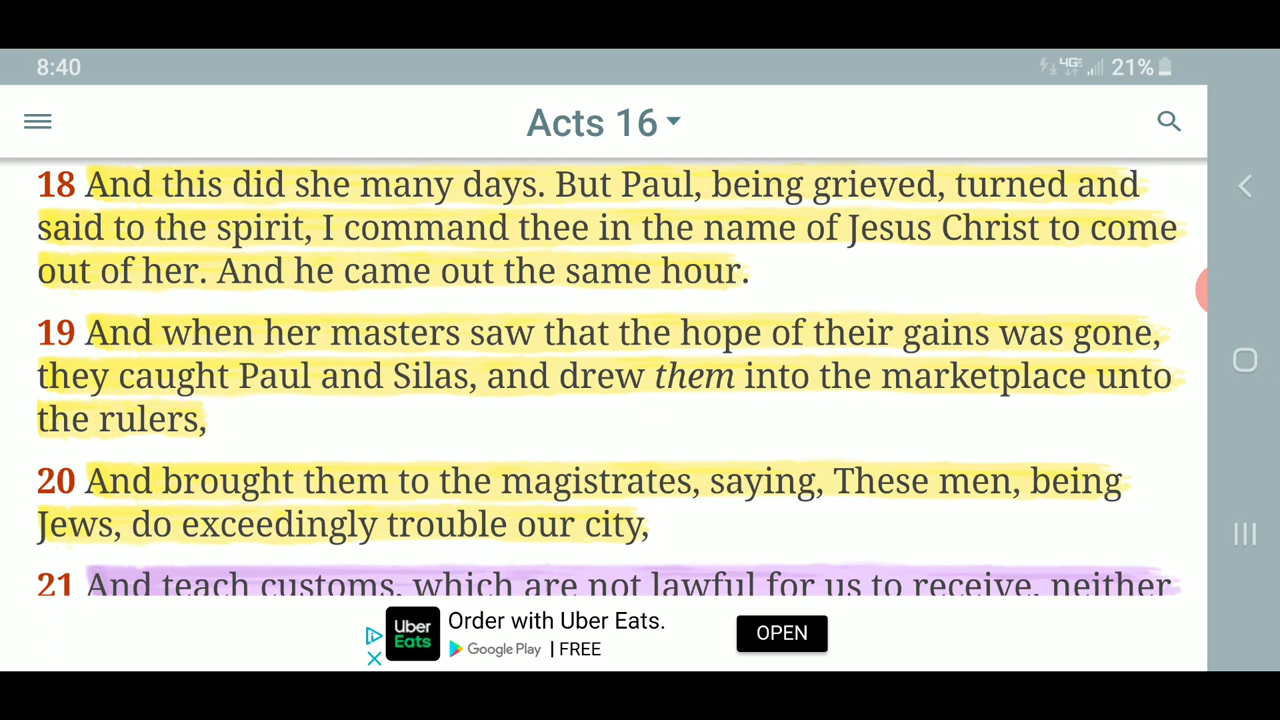 8:40
4GE 21%
Acts 16
18 And this did she many days. But Paul, being grieved, turned and
said to the spirit, I command thee in the name of Jesus Christ to come
out of her. And he came out the same hour.
19 And when her masters saw that the hope of their gains was gone,
they caught Paul and Silas, and drew them into the marketplace unto
the rulers,
20 And brought them to the magistrates, saying, These men, being
Jews, do exceedingly trouble our city,
21 And teach customs, which are not lawful for us to receive, neither
Uber
Eats
Order with Uber Eats.
Google Play | FREE
OPEN